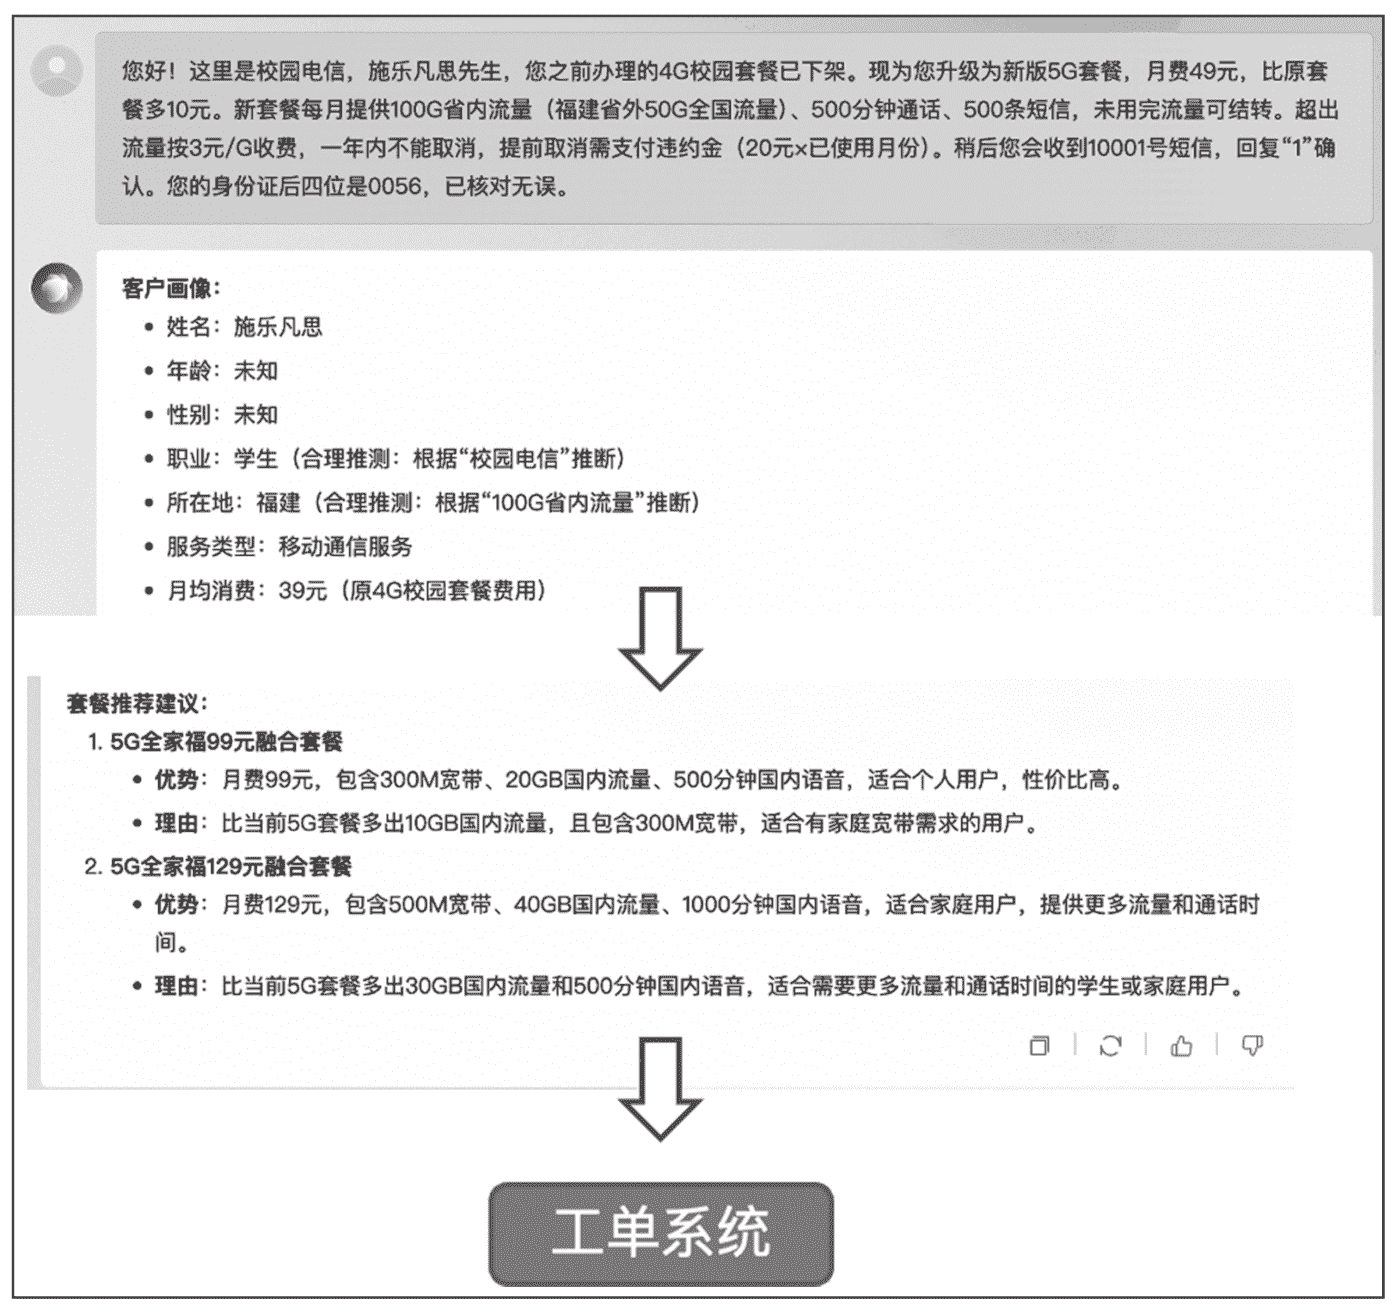 您好！这里是校园电信，施乐凡思先生，您之前办理的4G校园套餐已下架。现为您升级为新版5G套餐，月费49元，比原套
餐多10元。新套餐每月提供100G省内流量（福建省外50G全国流量）、500分钟通话、500条短信，未用完流量可结转。超出
流量按3元/G收费，一年内不能取消，提前取消需支付违约金（20元×已使用月份）。稍后您会收到10001号短信，回复“1”确
认。您的身份证后四位是0056，已核对无误。
客户画像：
• 姓名：施乐凡思
• 年龄：未知
• 性别：未知
• 职业：学生（合理推测：根据“校园电信”推断）
• 所在地：福建（合理推测：根据“100G省内流量”推断）
• 服务类型：移动通信服务
• 月均消费：39元（原4G校园套餐费用）
套餐推荐建议：
1. 5G全家福99元融合套餐
• 优势：月费99元，包含300M宽带、20GB国内流量、500分钟国内语音，适合个人用户，性价比高。
• 理由：比当前5G套餐多出10GB国内流量，且包含300M宽带，适合有家庭宽带需求的用户。
2. 5G全家福129元融合套餐
• 优势：月费129元，包含500M宽带、40GB国内流量、1000分钟国内语音，适合家庭用户，提供更多流量和通话时
间。
• 理由：比当前5G套餐多出30GB国内流量和500分钟国内语音，适合需要更多流量和通话时间的学生或家庭用户。
工单系统